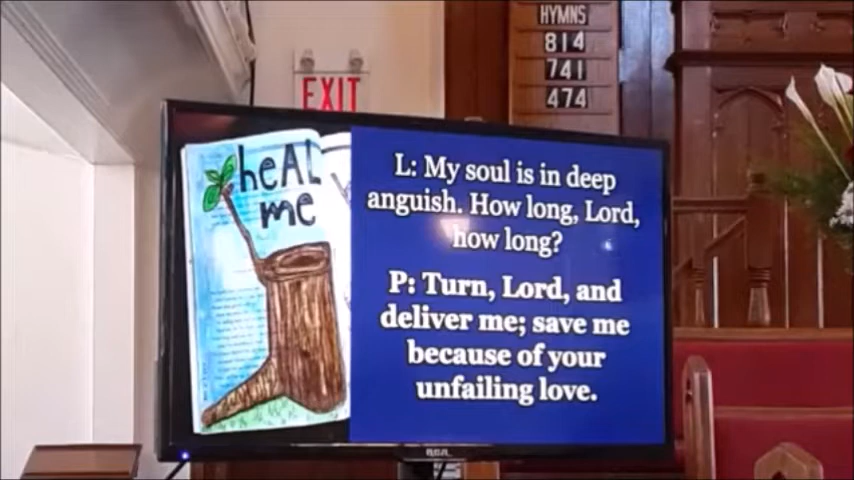 HYMNS
814
741
474
EXIT
heAL
me
L: My soul is in deep
anguish. How long, Lord,
how long?
P: Turn, Lord, and
deliver me; save me
because of your
unfailing love.
RCA